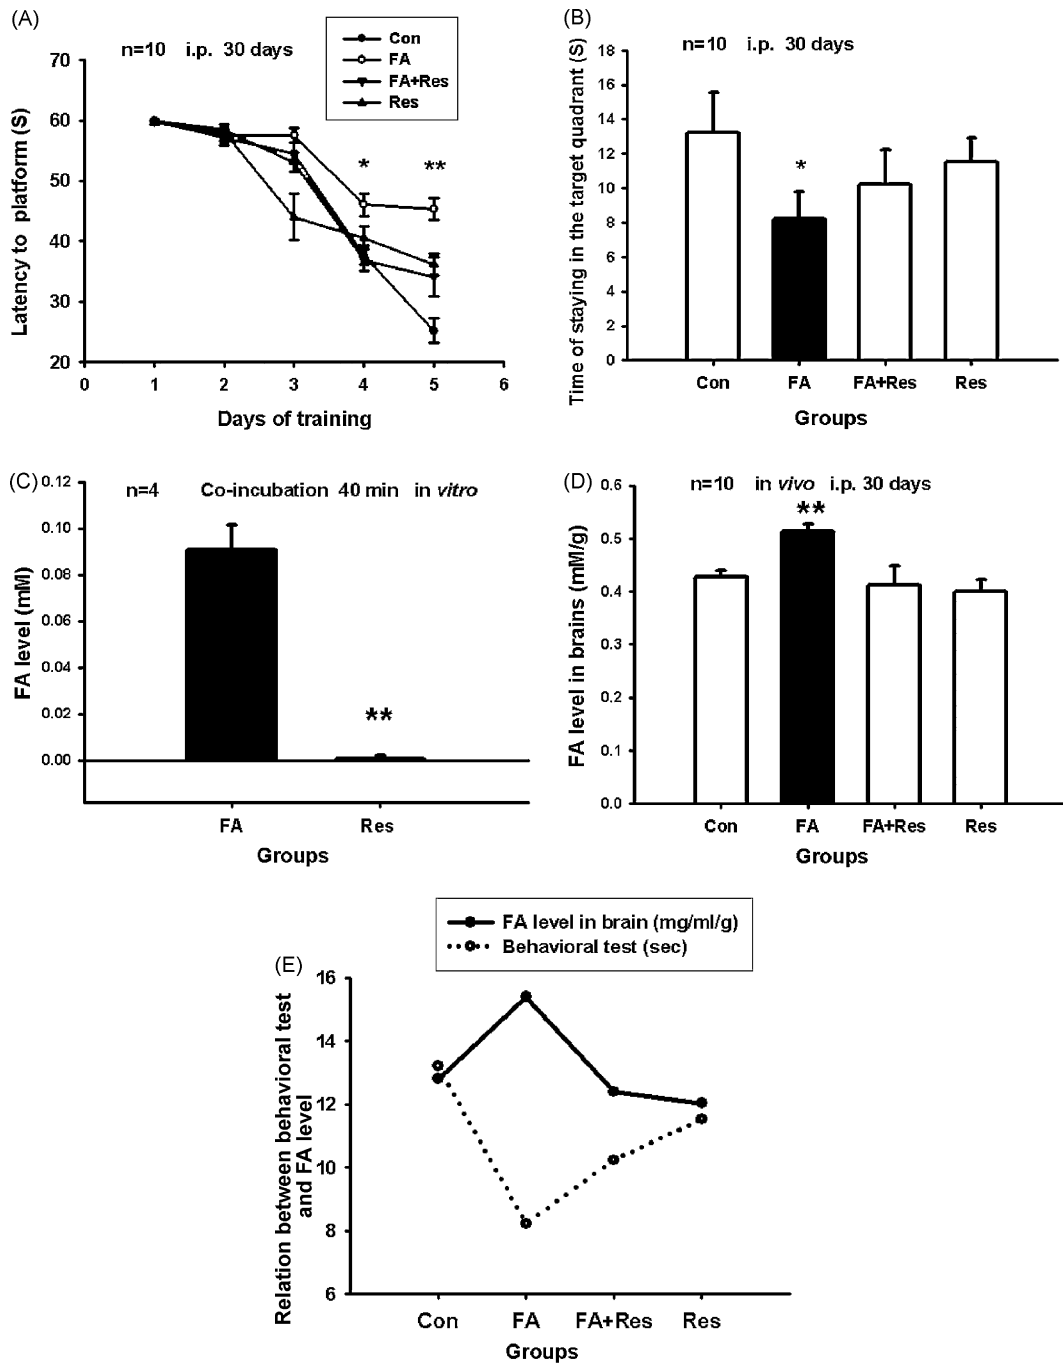 (A)
n=10 i.p. 30 days
Con
FA
FA+Res
Res
Latency to platform (S)
70
60
50
40
30
20
0 1 2 3 4 5 6
* **
Days of training
(B)
n=10 i.p. 30 days
Time of staying in the target quadrant (S)
18
16
14
12
10
8
6
4
2
0
*
Con FA FA+Res Res
Groups
(C)
n=4 Co-incubation 40 min in vitro
FA level (mM)
0.12
0.10
0.08
0.06
0.04
0.02
0.00
**
FA Res
Groups
(D)
n=10 in vivo i.p. 30 days
FA level in brains (mM/g)
0.6
0.5
0.4
0.3
0.2
0.1
0.0
**
Con FA FA+Res Res
Groups
(E)
FA level in brain (mg/ml/g)
Behavioral test (sec)
Relation between behavioral test
and FA level
16
14
12
10
8
6
Con FA FA+Res Res
Groups